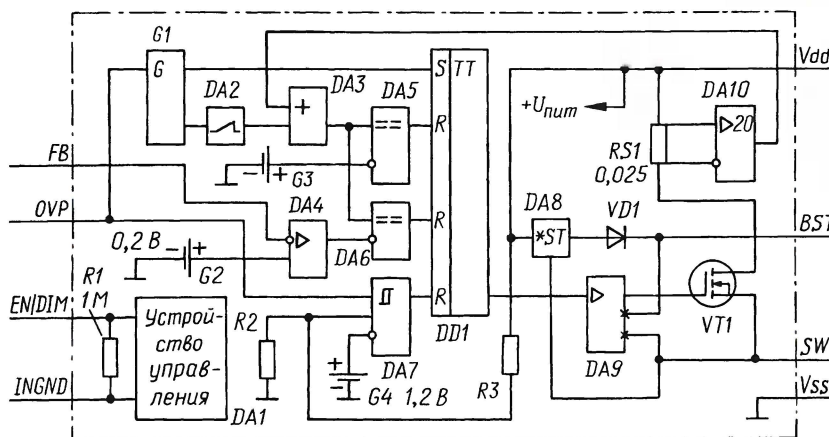 G1
G
DA2
DA3
+
DA5
==
S
TT
R
Vdd
DA10
▷20
+Uпит
RS1
0,025
FB
G3
DA4
OVP
0,2 В
G2
DA6
==
R
DA8
*ST
VD1
BST
R1
1М
EN/DIM
Устрой-
ство
управ-
ления
INGND
DA1
R2
R
DD1
DA7
G4 1,2 В
R3
DA9
VT1
SW
Vss